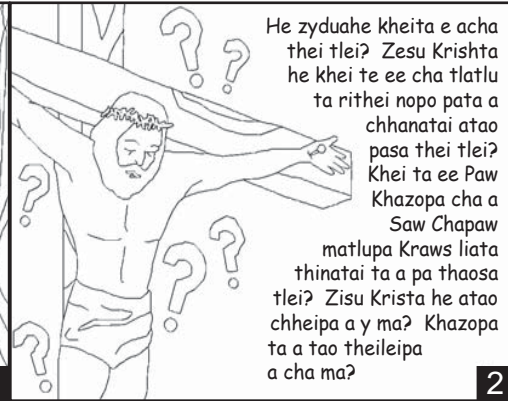 He zyduahe kheita e acha
thei tlei? Zesu Krishta
he khei te ee cha tlatlu
ta rithei nopo pata a
chhanatai atao
pasa thei tlei?
Khei ta ee Paw
Khazopa cha a
Saw Chapaw
matlupa Kraws liata
thinatai ta a pa thaosa
tlei? Zisu Krista he atao
chheipa a y ma? Khazopa
ta a tao theileipa
a cha ma?
2